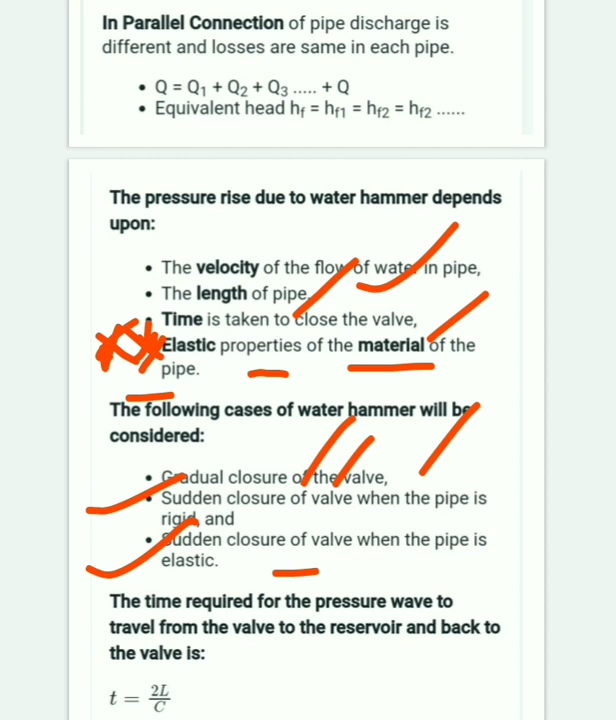 In Parallel Connection of pipe discharge is
different and losses are same in each pipe.
• Q = Q1 + Q2 + Q3 ..... + Q
• Equivalent head hf = hf1 = hf2 = hf2 ......
The pressure rise due to water hammer depends
upon:
• The velocity of the flow of water in pipe,
• The length of pipe,
• Time is taken to close the valve,
Elastic properties of the material of the
pipe.
The following cases of water hammer will be
considered:
• Gradual closure of the valve,
• Sudden closure of valve when the pipe is
rigid, and
• Sudden closure of valve when the pipe is
elastic.
The time required for the pressure wave to
travel from the valve to the reservoir and back to
the valve is:
t = 2L/C